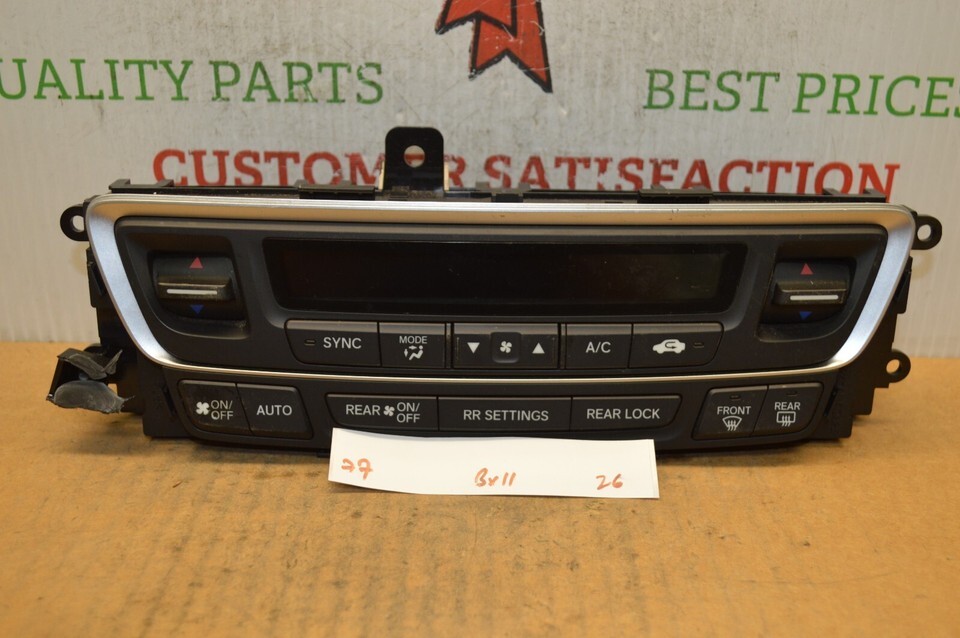 UALITY PARTS
BEST PRICES
CUSTOMER SATISFACTION
SYNC
MODE
A/C
ON/OFF
AUTO
REAR ON/OFF
RR SETTINGS
REAR LOCK
FRONT
REAR
77 Bx11 26